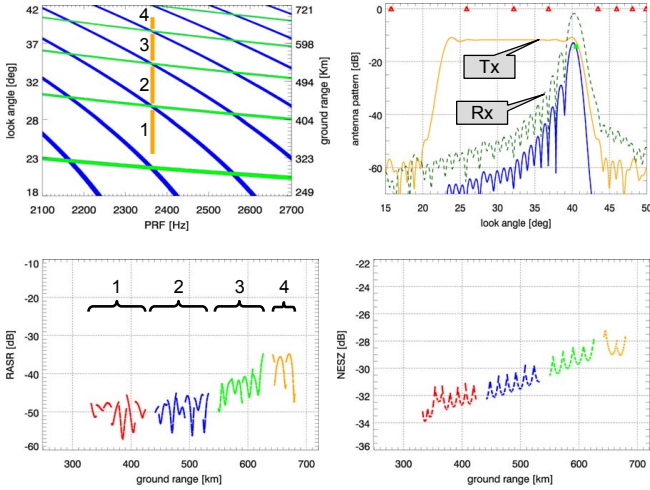 42
37
32
28
23
18
look angle [deg]
4
3
2
1
721
598
494
404
323
249
ground range [Km]
2100 2200 2300 2400 2500 2600 2700
PRF [Hz]
0
-20
-40
-60
antenna pattern [dB]
Tx
Rx
15 20 25 30 35 40 45 50
look angle [deg]
-10
-20
-30
-40
-50
-60
RASR [dB]
1 2 3 4
300 400 500 600 700
ground range [km]
-22
-24
-26
-28
-30
-32
-34
-36
NESZ [dB]
300 400 500 600 700
ground range [km]